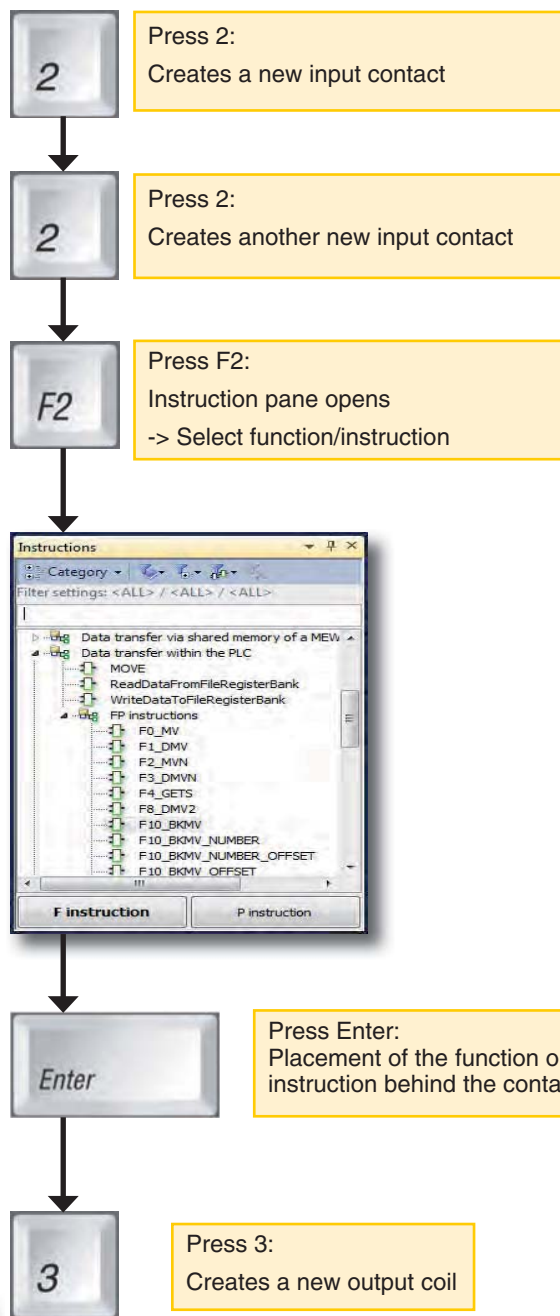 2
Press 2:
Creates a new input contact
2
Press 2:
Creates another new input contact
F2
Press F2:
Instruction pane opens
-> Select function/instruction
Instructions
Category
Filter settings: <ALL> / <ALL> / <ALL>
Data transfer via shared memory of a MEW
Data transfer within the PLC
MOVE
ReadDataFromFileRegisterBank
WriteDataToFileRegisterBank
FP instructions
F0_MV
F1_DMV
F2_MVN
F3_DMVN
F4_GETS
F8_DMV2
F10_BKMV
F10_BKMV_NUMBER
F10_BKMV_NUMBER_OFFSET
F10_BKMV_OFFSET
F instruction
P instruction
Enter
Press Enter:
Placement of the function o
instruction behind the conta
3
Press 3:
Creates a new output coil